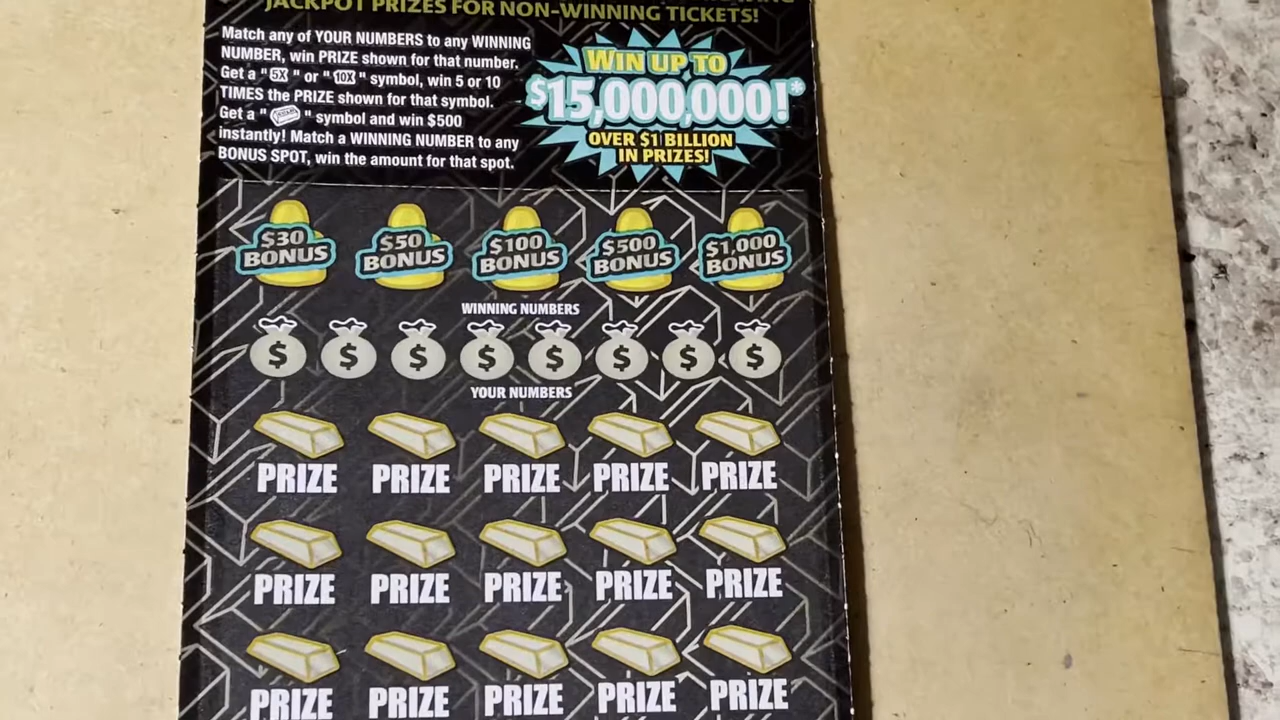 JACKPOT PRIZES FOR NON-WINNING TICKETS!
Match any of YOUR NUMBERS to any WINNING
NUMBER, win PRIZE shown for that number.
Get a "5X" or "10X" symbol, win 5 or 10
TIMES the PRIZE shown for that symbol.
Get a " " symbol and win $500
instantly! Match a WINNING NUMBER to any
BONUS SPOT, win the amount for that spot.
WIN UP TO
$15,000,000!*
OVER $1 BILLION
IN PRIZES!
$30 BONUS
$50 BONUS
$100 BONUS
$500 BONUS
$1,000 BONUS
WINNING NUMBERS
$ $ $ $ $ $ $ $
YOUR NUMBERS
PRIZE PRIZE PRIZE PRIZE PRIZE
PRIZE PRIZE PRIZE PRIZE PRIZE
PRIZE PRIZE PRIZE PRIZE PRIZE